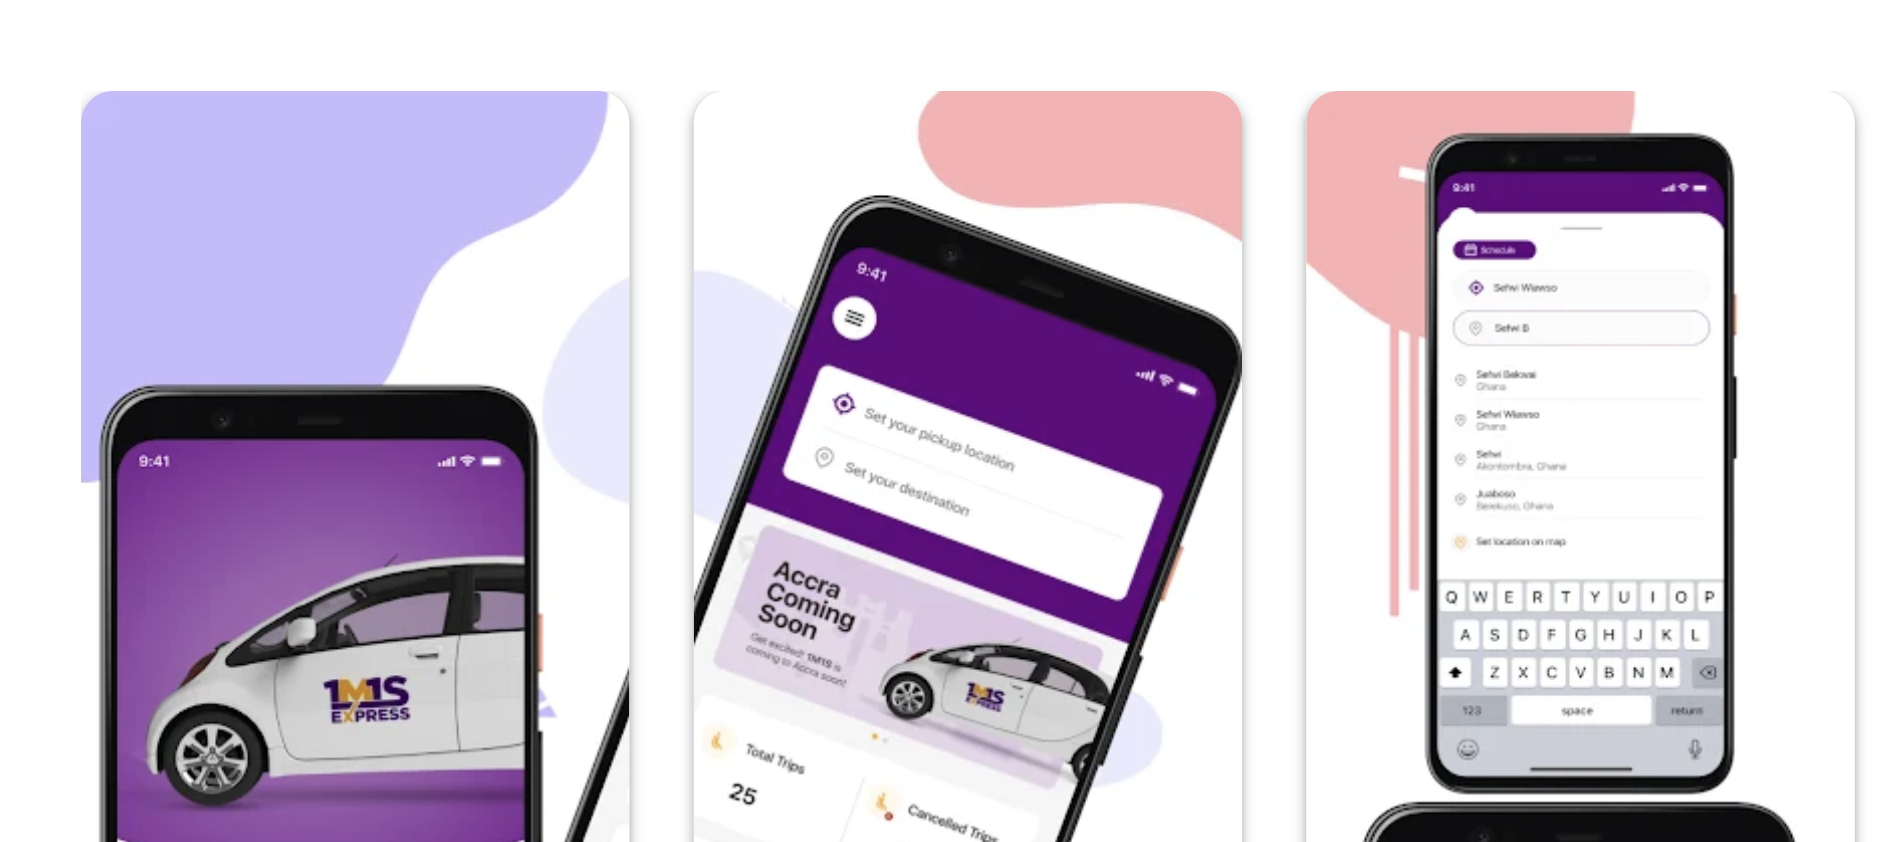 9:41
1M1S
EXPRESS
9:41
Set your pickup location
Set your destination
Accra
Coming
Soon
Get excited! 1M1S is
coming to Accra soon!
1M1S
EXPRESS
Total Trips
25
Cancelled Trips
9:41
Schedule
Sefwi Wiawso
Sefwi B
Sefwi Bekwai
Ghana
Sefwi Wiawso
Ghana
Sefwi
Akontombra, Ghana
Juaboso
Berekuso, Ghana
Set location on map
Q W E R T Y U I O P
A S D F G H J K L
Z X C V B N M
123 space return